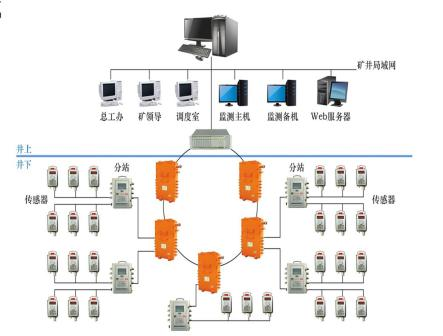 矿井局域网
总工办 矿领导 调度室 监测主机 监测备机 Web服务器
井上
井下
分站 分站
传感器 传感器